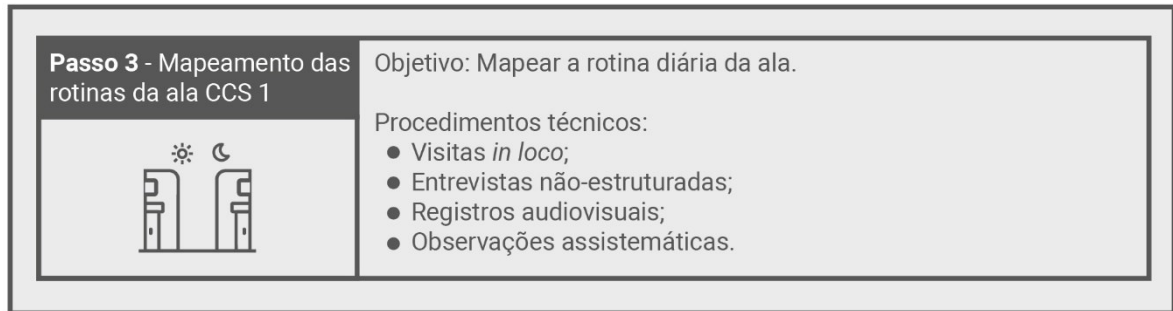 Passo 3 - Mapeamento das
rotinas da ala CCS 1
Objetivo: Mapear a rotina diária da ala.
Procedimentos técnicos:
● Visitas in loco;
● Entrevistas não-estruturadas;
● Registros audiovisuais;
● Observações assistemáticas.